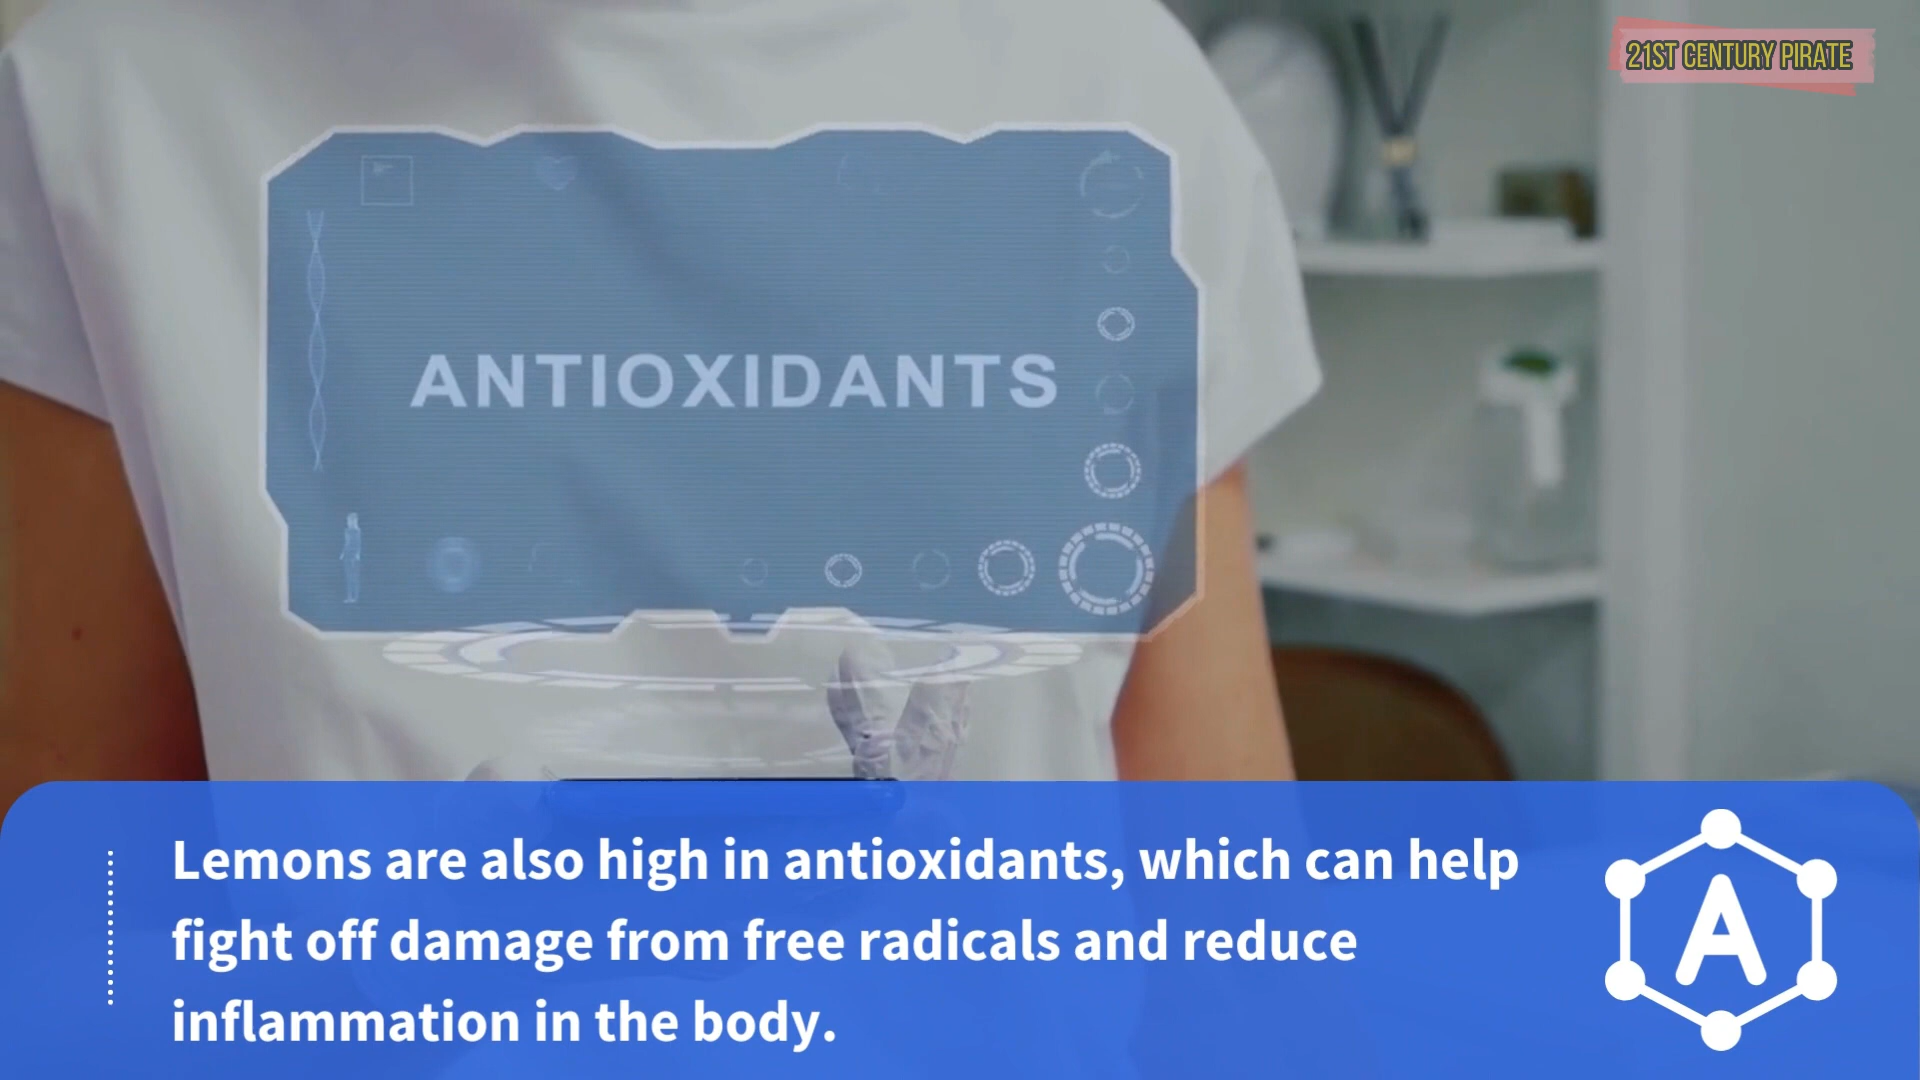 21ST CENTURY PIRATE
ANTIOXIDANTS
Lemons are also high in antioxidants, which can help
fight off damage from free radicals and reduce
inflammation in the body.
A